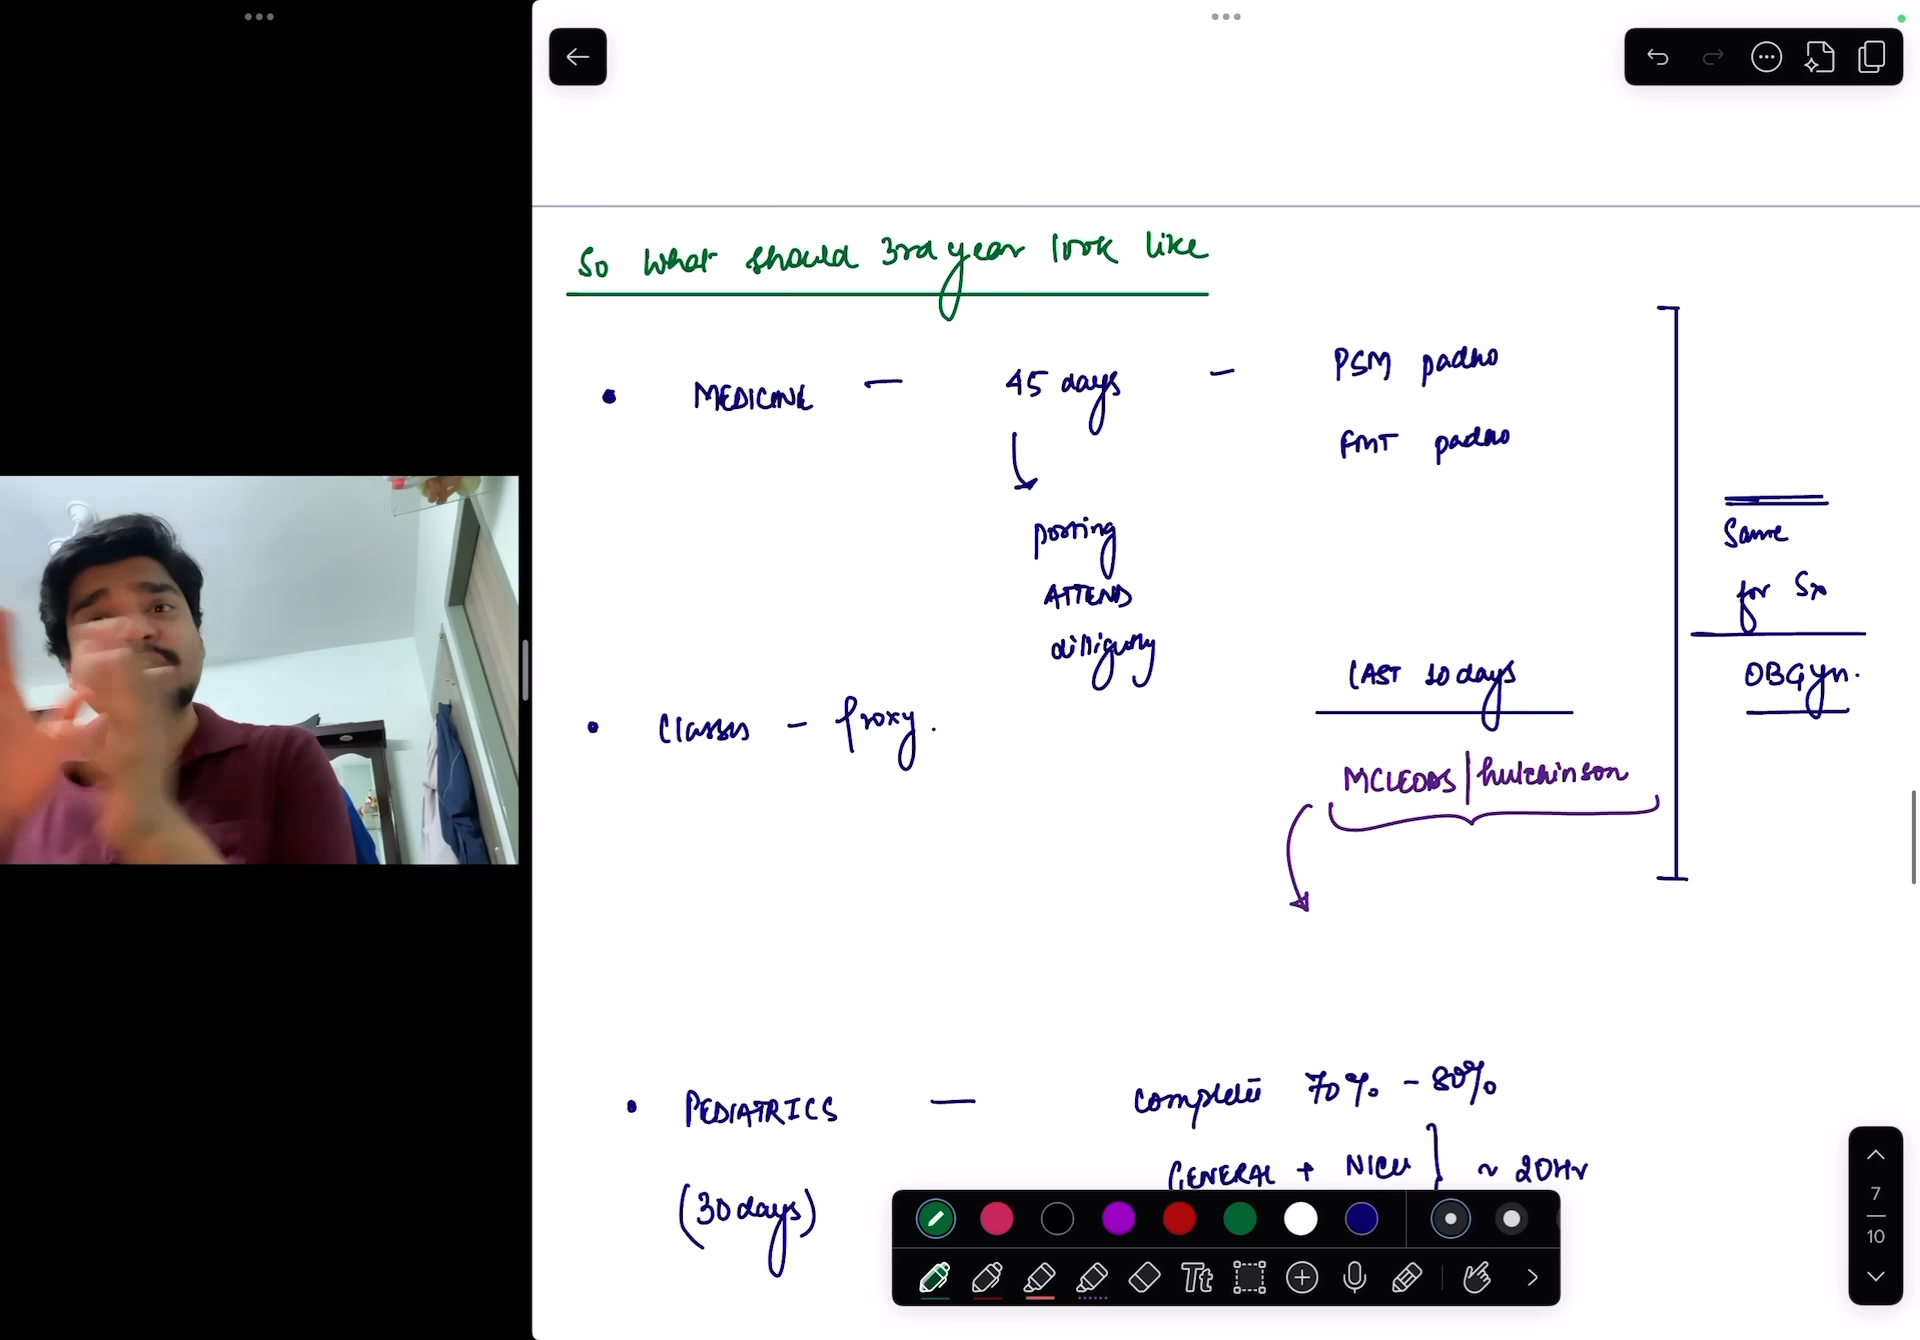 So What should 3rd year look like
• MEDICINE — 45 days — PSM padho
FMT padho
posting
ATTEND
LAST 10 days
• Classes - Proxy.
MCLEODS | hutchinson
Same
for Sx
OBGyn.
• PEDIATRICS — complete 70% - 80%
GENERAL + NICU } ~ 20Hr
(30 days)
Tt
7
10